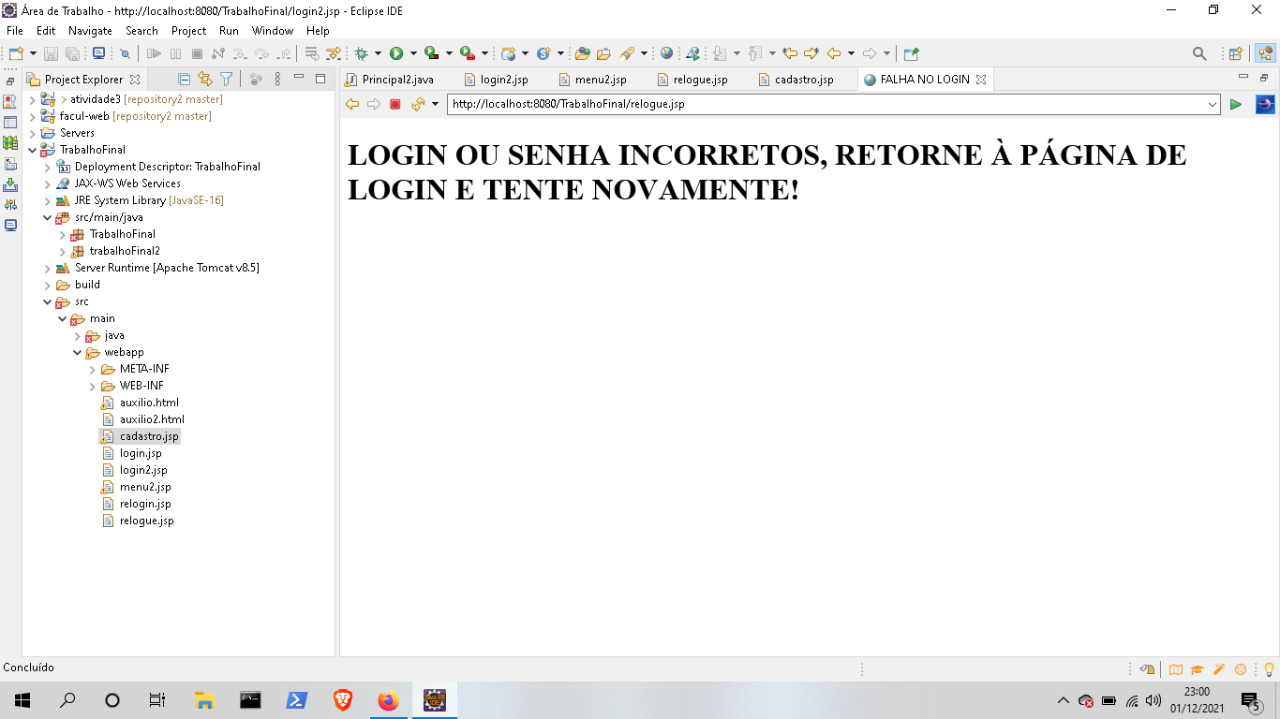 Área de Trabalho - http://localhost:8080/TrabalhoFinal/login2.jsp - Eclipse IDE
File Edit Navigate Search Project Run Window Help
Project Explorer
Principal2.java login2.jsp menu2.jsp relogue.jsp cadastro.jsp FALHA NO LOGIN
http://localhost:8080/TrabalhoFinal/relogue.jsp
> atividade3 [repository2 master]
facul-web [repository2 master]
Servers
TrabalhoFinal
Deployment Descriptor: TrabalhoFinal
JAX-WS Web Services
JRE System Library [JavaSE-16]
src/main/java
TrabalhoFinal
trabalhoFinal2
Server Runtime [Apache Tomcat v8.5]
build
src
main
java
webapp
META-INF
WEB-INF
auxilio.html
auxilio2.html
cadastro.jsp
login.jsp
login2.jsp
menu2.jsp
relogin.jsp
relogue.jsp
LOGIN OU SENHA INCORRETOS, RETORNE À PÁGINA DE
LOGIN E TENTE NOVAMENTE!
Concluído
23:00
01/12/2021
5